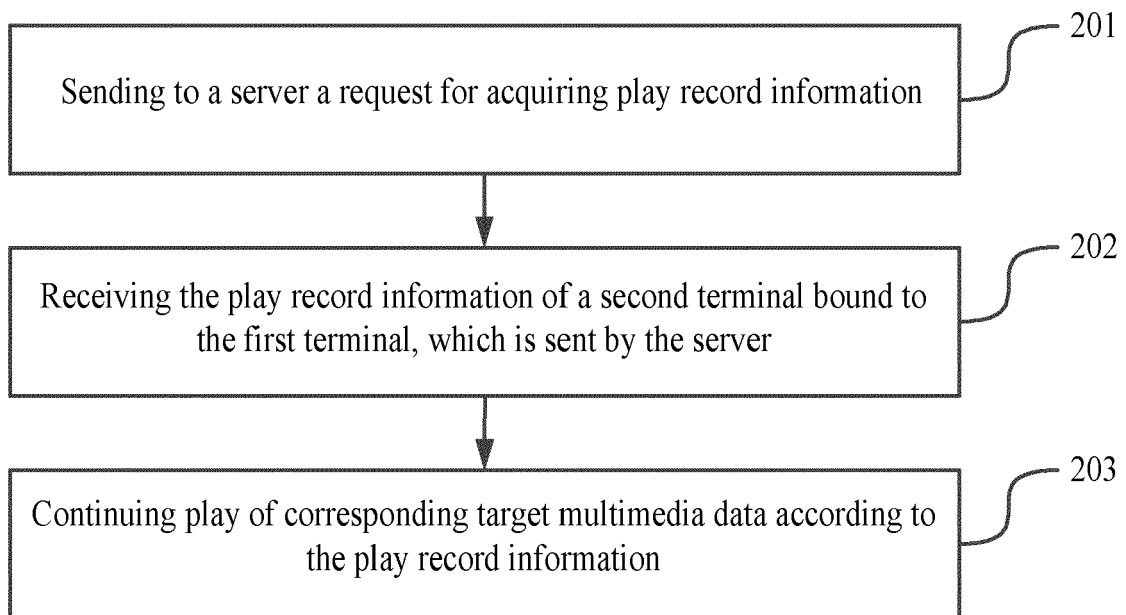 201
Sending to a server a request for acquiring play record information
202
Receiving the play record information of a second terminal bound to
the first terminal, which is sent by the server
203
Continuing play of corresponding target multimedia data according to
the play record information